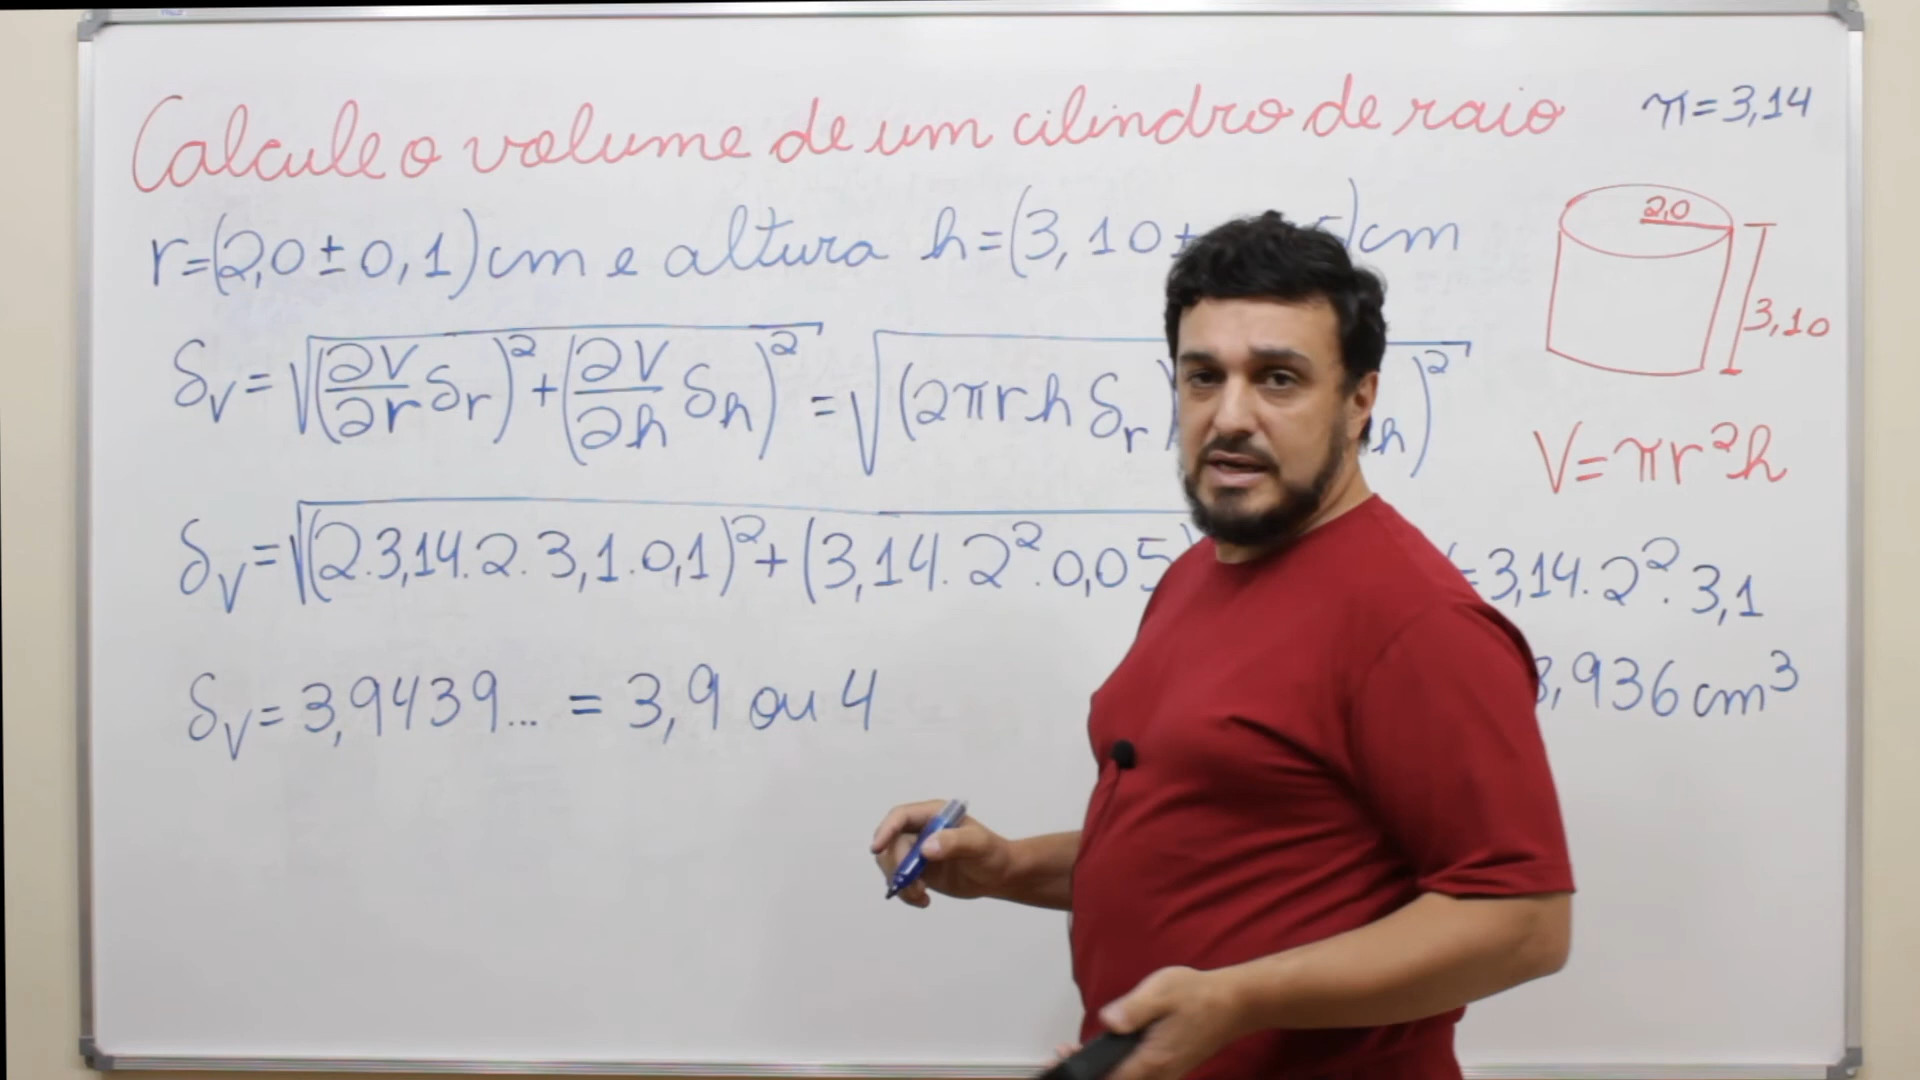 Calcule o volume de um cilindro de raio
π=3,14
r=(2,0±0,1)cm e altura h=(3,10± )cm
2,0
3,10
δV=√(∂V/∂r δr)²+(∂V/∂h δh)² =√(2πrh δr h)²
V=πr²h
δV=√(2.3,14.2.3,1.0,1)²+(3,14.2².0,05
=3,14.2².3,1
δV=3,9439... = 3,9 ou 4
8,936 cm³